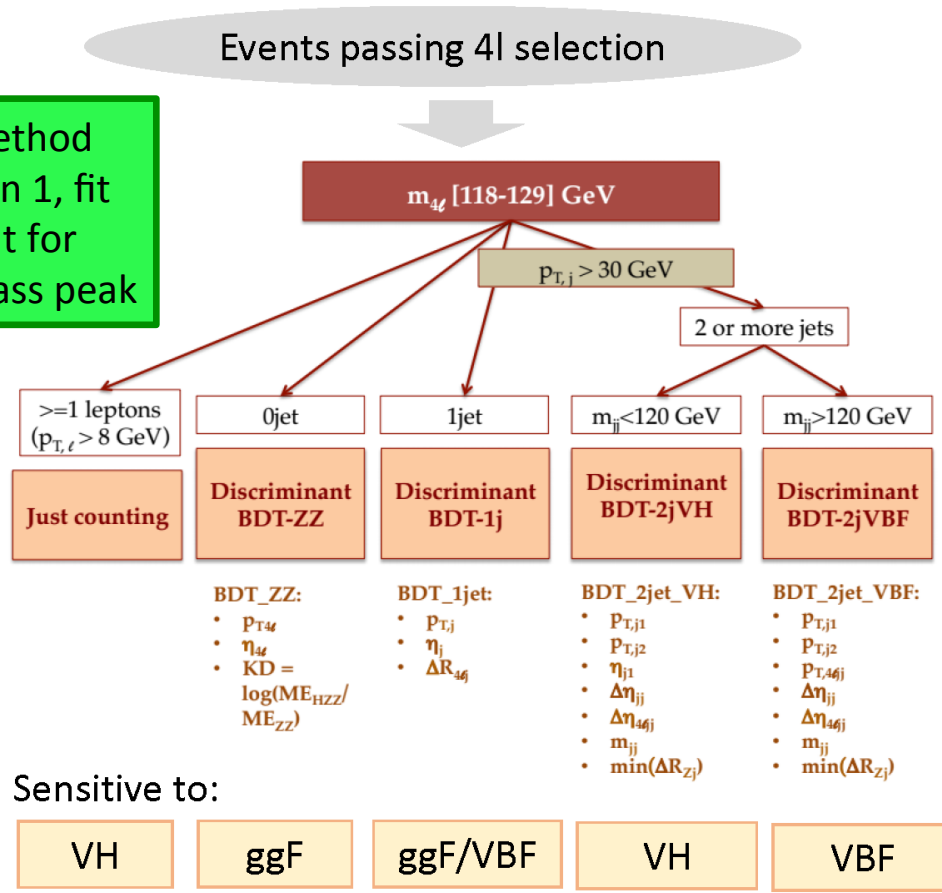 Events passing 4l selection
ethod
n 1, fit
t for
ass peak
m4ℓ [118-129] GeV
pT, j > 30 GeV
2 or more jets
>=1 leptons
(pT, ℓ > 8 GeV)
0jet
1jet
mjj<120 GeV
mjj>120 GeV
Just counting
Discriminant
BDT-ZZ
Discriminant
BDT-1j
Discriminant
BDT-2jVH
Discriminant
BDT-2jVBF
BDT_ZZ:
• pT4ℓ
• η4ℓ
• KD =
log(MEHZZ/
MEZZ)
BDT_1jet:
• pT,j
• ηj
• ΔR4ℓj
BDT_2jet_VH:
• pT,j1
• pT,j2
• ηj1
• Δηjj
• Δη4ℓjj
• mjj
• min(ΔRZj)
BDT_2jet_VBF:
• pT,j1
• pT,j2
• pT,4ℓjj
• Δηjj
• Δη4ℓjj
• mjj
• min(ΔRZj)
Sensitive to:
VH
ggF
ggF/VBF
VH
VBF